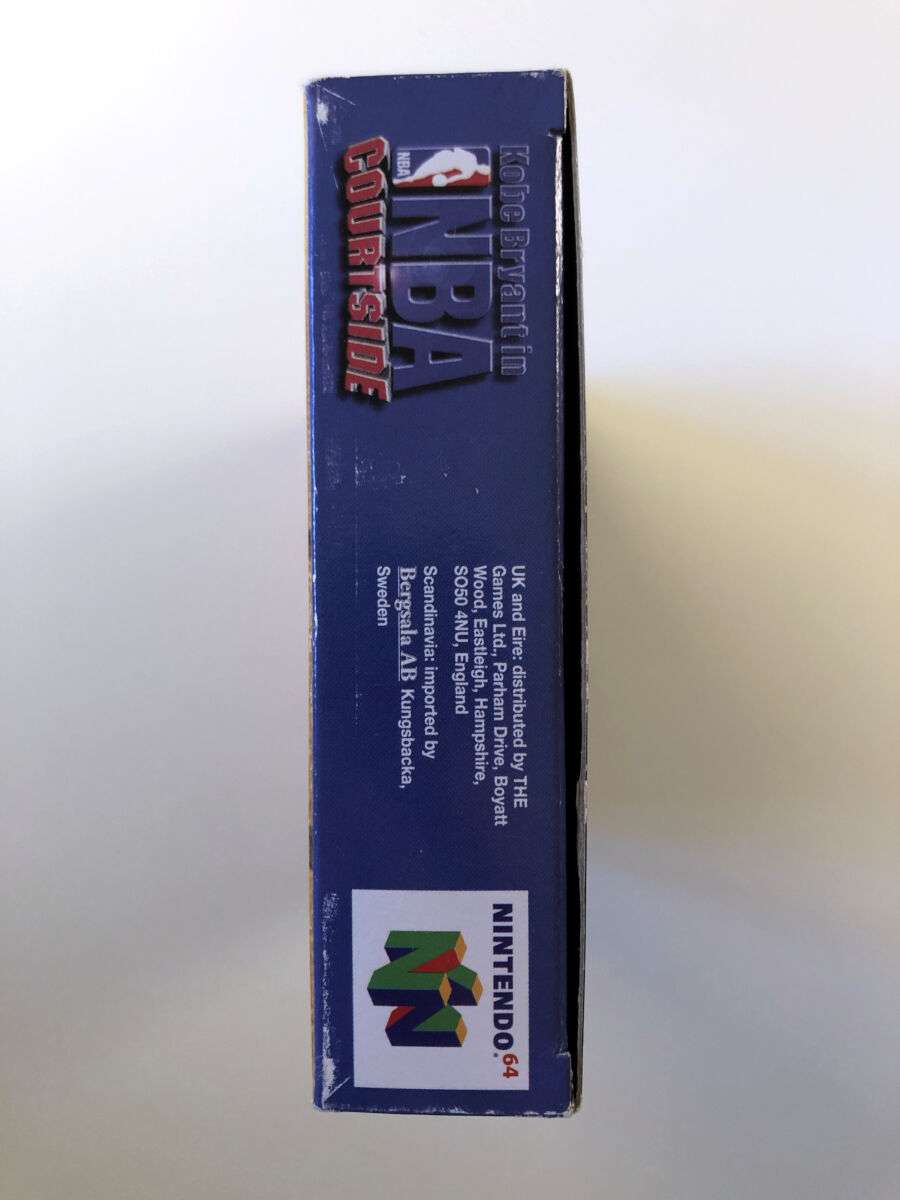 Kobe Bryant in
NBA
NBA
COURTSIDE
UK and Eire: distributed by THE
Games Ltd., Parham Drive, Boyatt
Wood, Eastleigh, Hampshire,
SO50 4NU, England
Scandinavia: imported by
Bergsala AB Kungsbacka,
Sweden
NINTENDO64